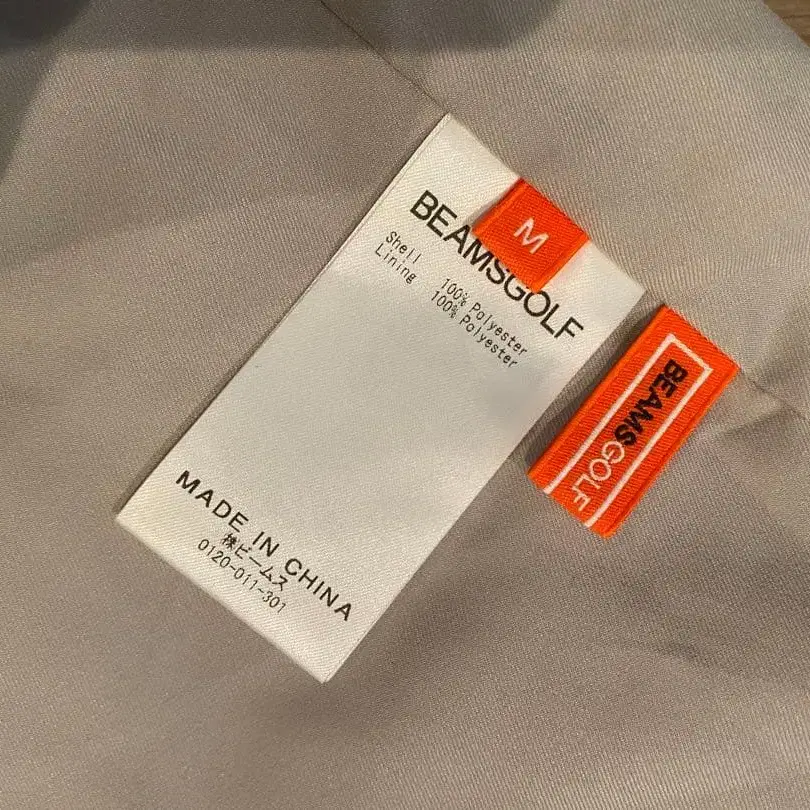 M
BEAMSGOLF
Shell 100% Polyester
Lining 100% Polyester
MADE IN CHINA
㈱ビームス
0120-011-301
BEAMSGOLF